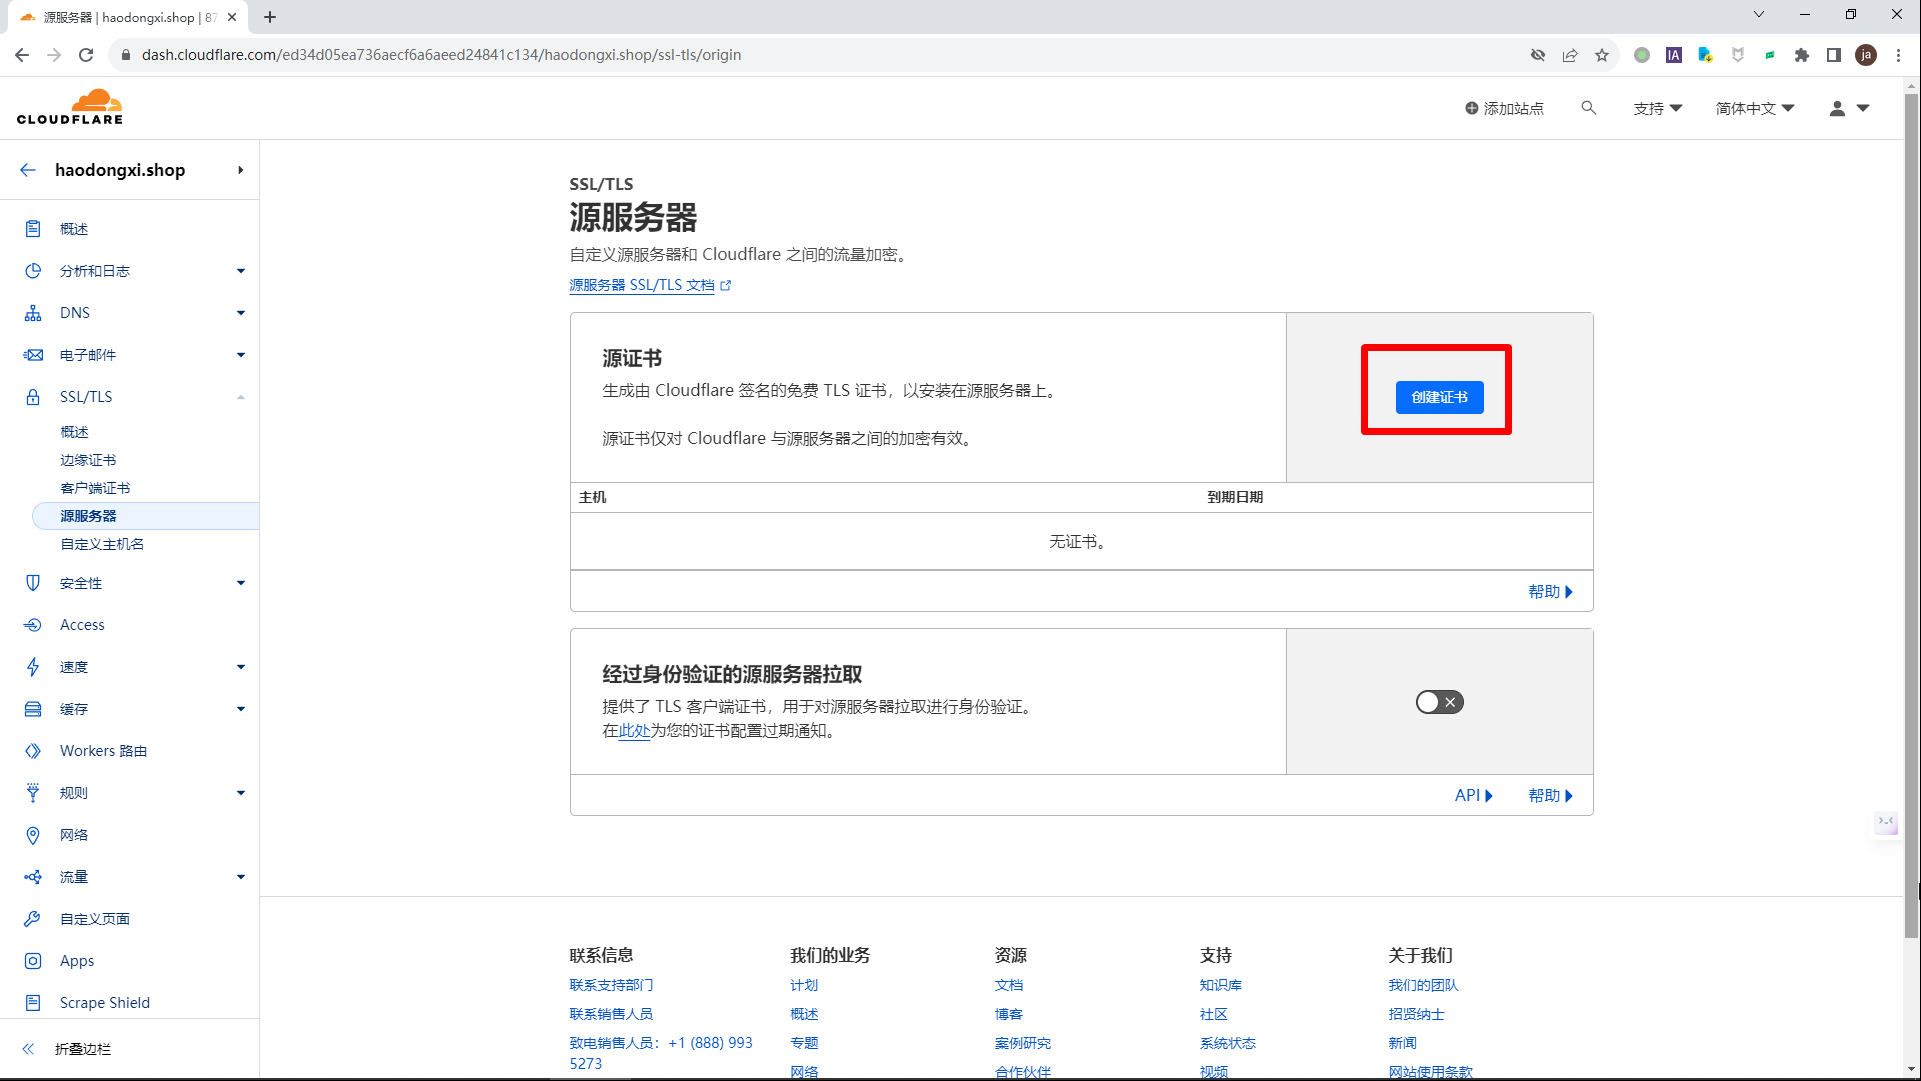 源服务器 | haodongxi.shop | 87
dash.cloudflare.com/ed34d05ea736aecf6a6aeed24841c134/haodongxi.shop/ssl-tls/origin
IA
ja
CLOUDFLARE
添加站点
支持
简体中文
haodongxi.shop
概述
分析和日志
DNS
电子邮件
SSL/TLS
概述
边缘证书
客户端证书
源服务器
自定义主机名
安全性
Access
速度
缓存
Workers 路由
规则
网络
流量
自定义页面
Apps
Scrape Shield
折叠边栏
SSL/TLS
源服务器
自定义源服务器和 Cloudflare 之间的流量加密。
源服务器 SSL/TLS 文档
源证书
生成由 Cloudflare 签名的免费 TLS 证书，以安装在源服务器上。
源证书仅对 Cloudflare 与源服务器之间的加密有效。
创建证书
主机 到期日期
无证书。
帮助
经过身份验证的源服务器拉取
提供了 TLS 客户端证书，用于对源服务器拉取进行身份验证。
在此处为您的证书配置过期通知。
API 帮助
联系信息
联系支持部门
联系销售人员
致电销售人员：+1 (888) 993
5273
我们的业务
计划
概述
专题
网络
资源
文档
博客
案例研究
合作伙伴
支持
知识库
社区
系统状态
视频
关于我们
我们的团队
招贤纳士
新闻
网站使用条款